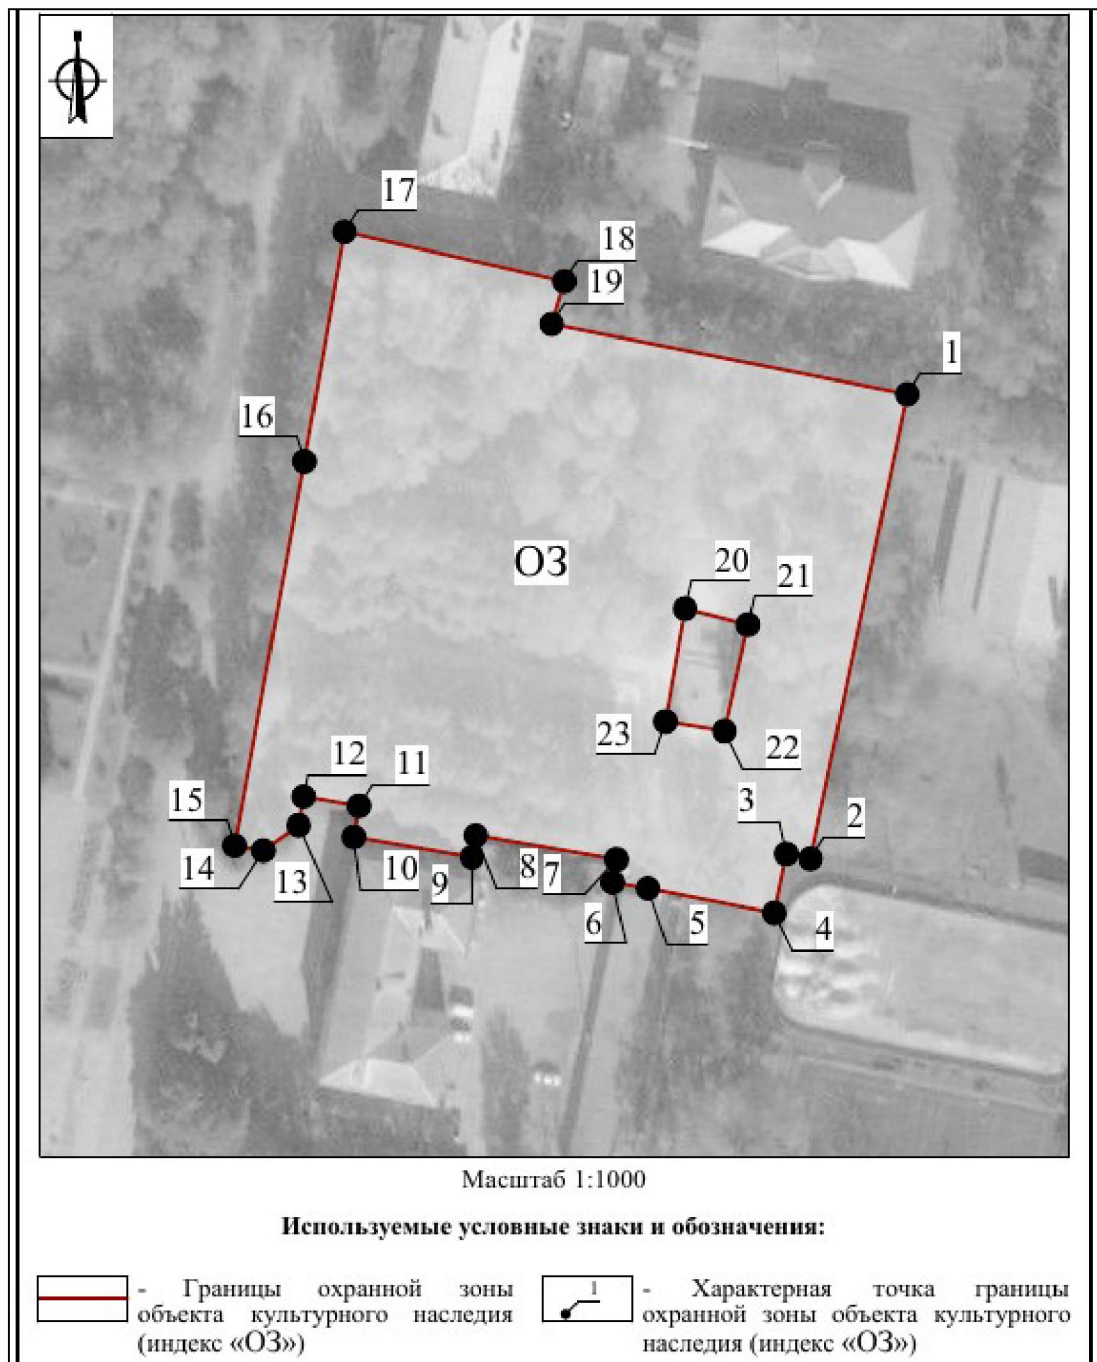 17
18
19
1
16
ОЗ
20
21
23
22
12
11
3
15
2
14
13
10
9
8
7
6
5
4
Масштаб 1:1000
Используемые условные знаки и обозначения:
- Границы охранной зоны
объекта культурного наследия
(индекс «ОЗ»)
1
- Характерная точка границы
охранной зоны объекта культурного
наследия (индекс «ОЗ»)